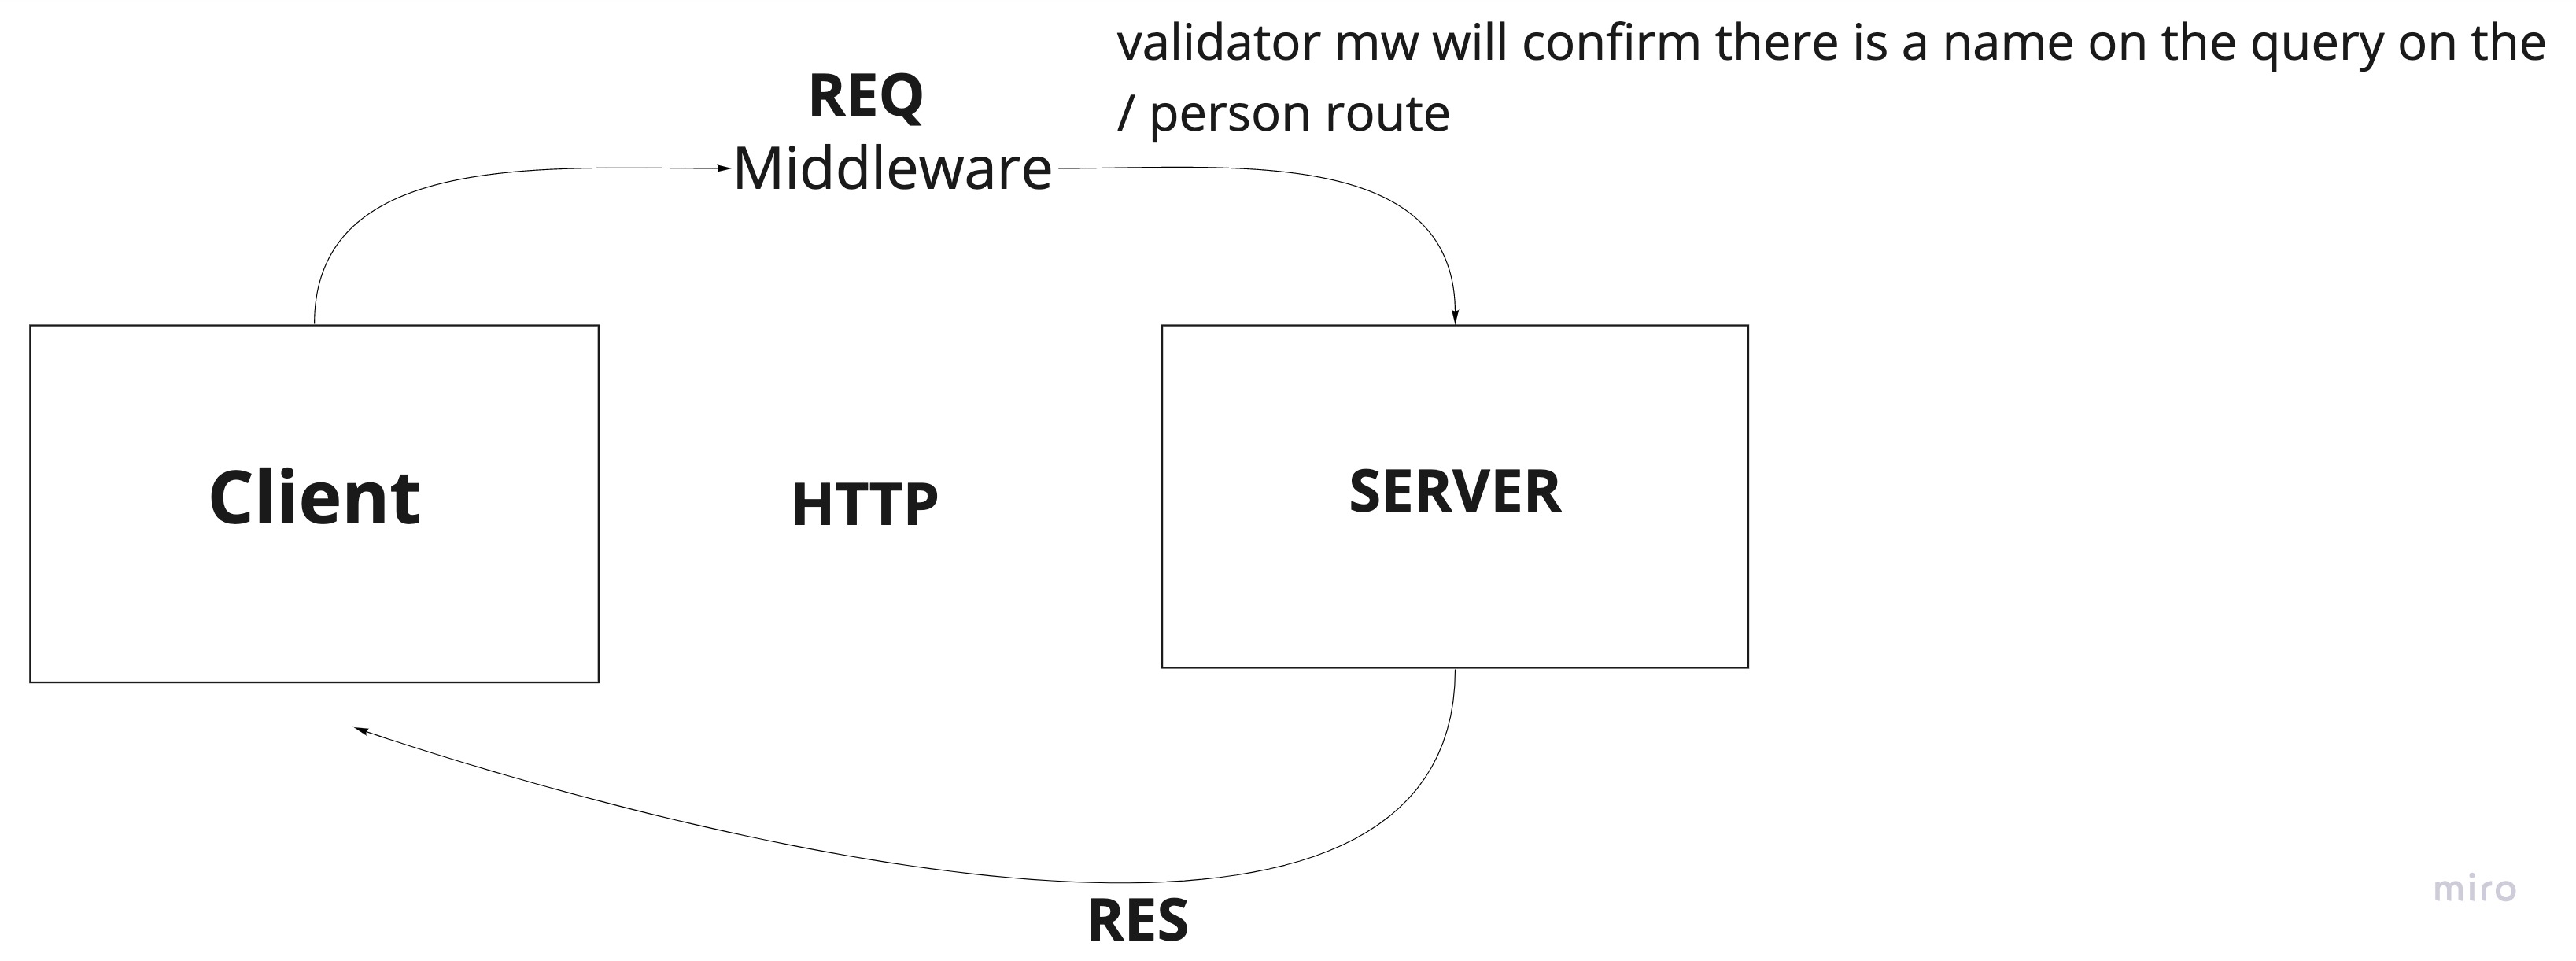 validator mw will confirm there is a name on the query on the
/ person route
REQ
Middleware
Client
HTTP
SERVER
RES
miro